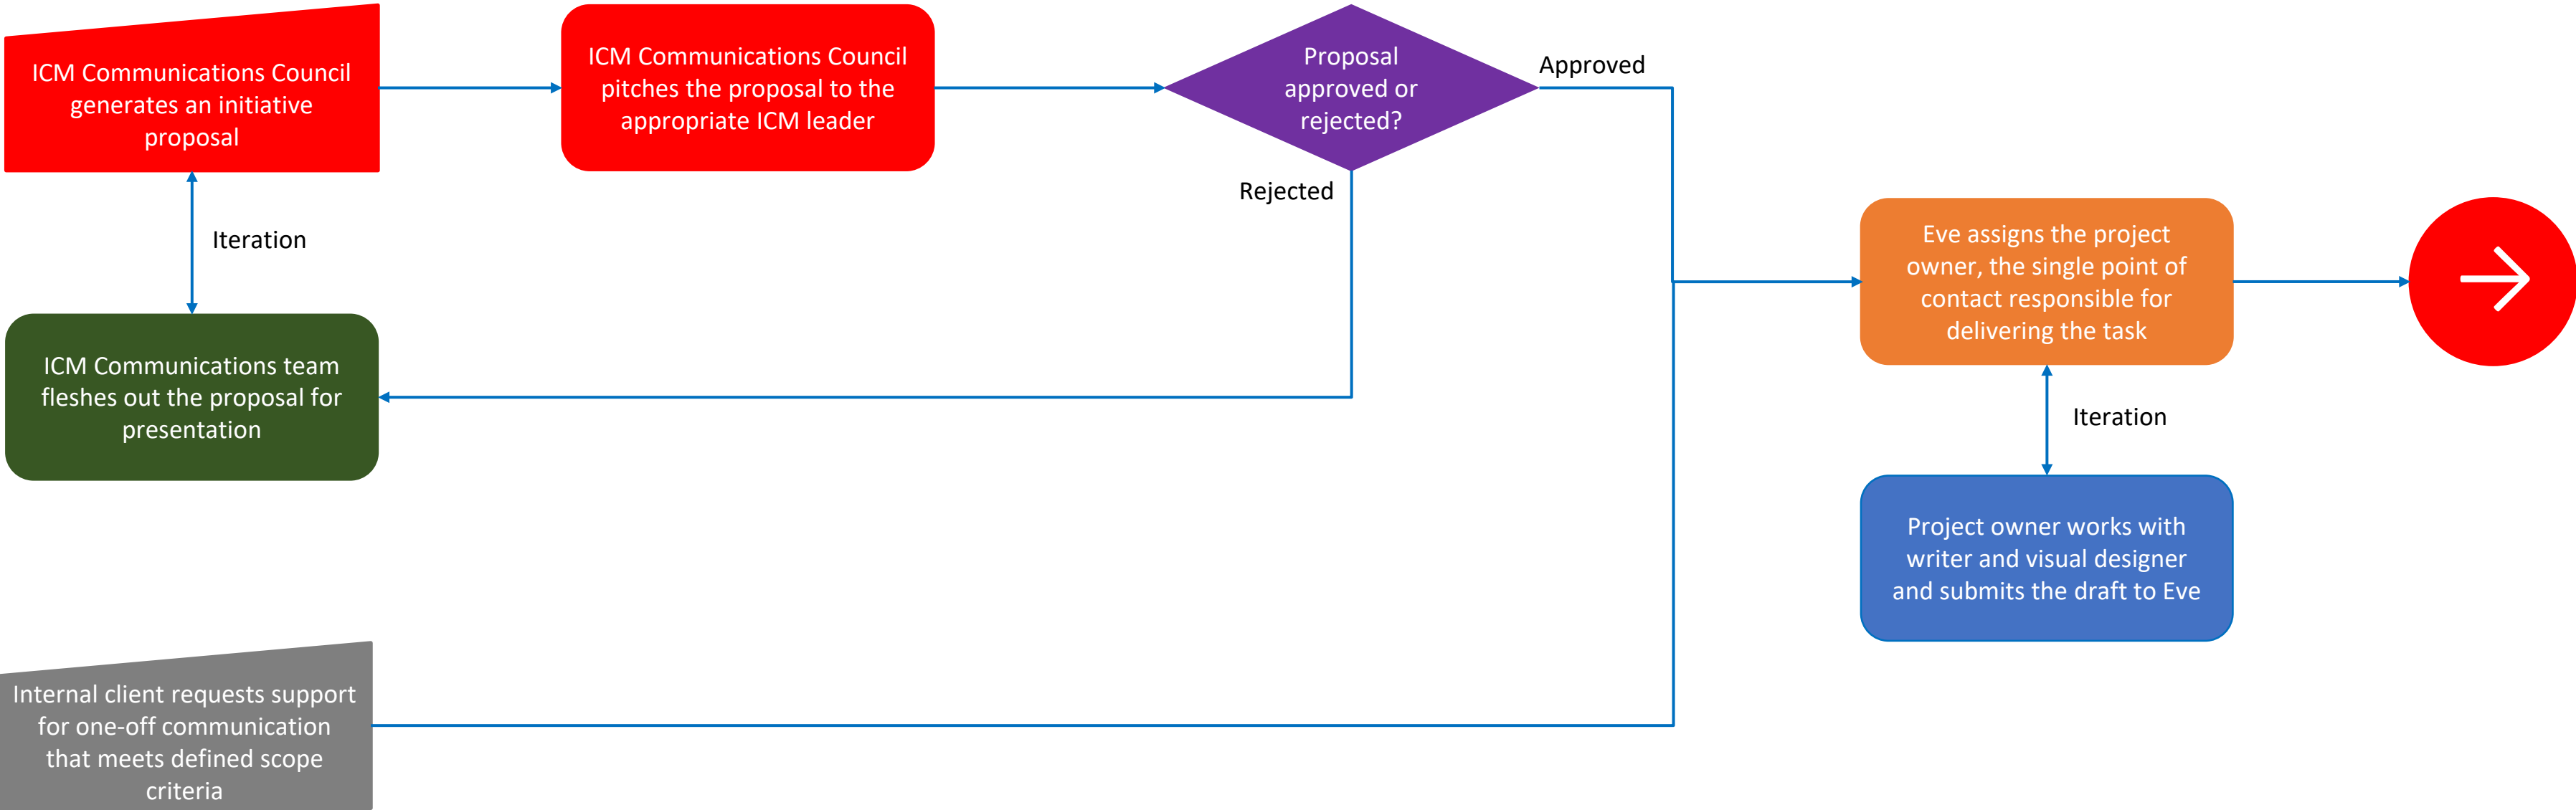 ICM Communications Council
generates an initiative
proposal
ICM Communications Council
pitches the proposal to the
appropriate ICM leader
Proposal
approved or
rejected?
Approved
Rejected
Iteration
ICM Communications team
fleshes out the proposal for
presentation
Eve assigns the project
owner, the single point of
contact responsible for
delivering the task
Iteration
Project owner works with
writer and visual designer
and submits the draft to Eve
Internal client requests support
for one-off communication
that meets defined scope
criteria